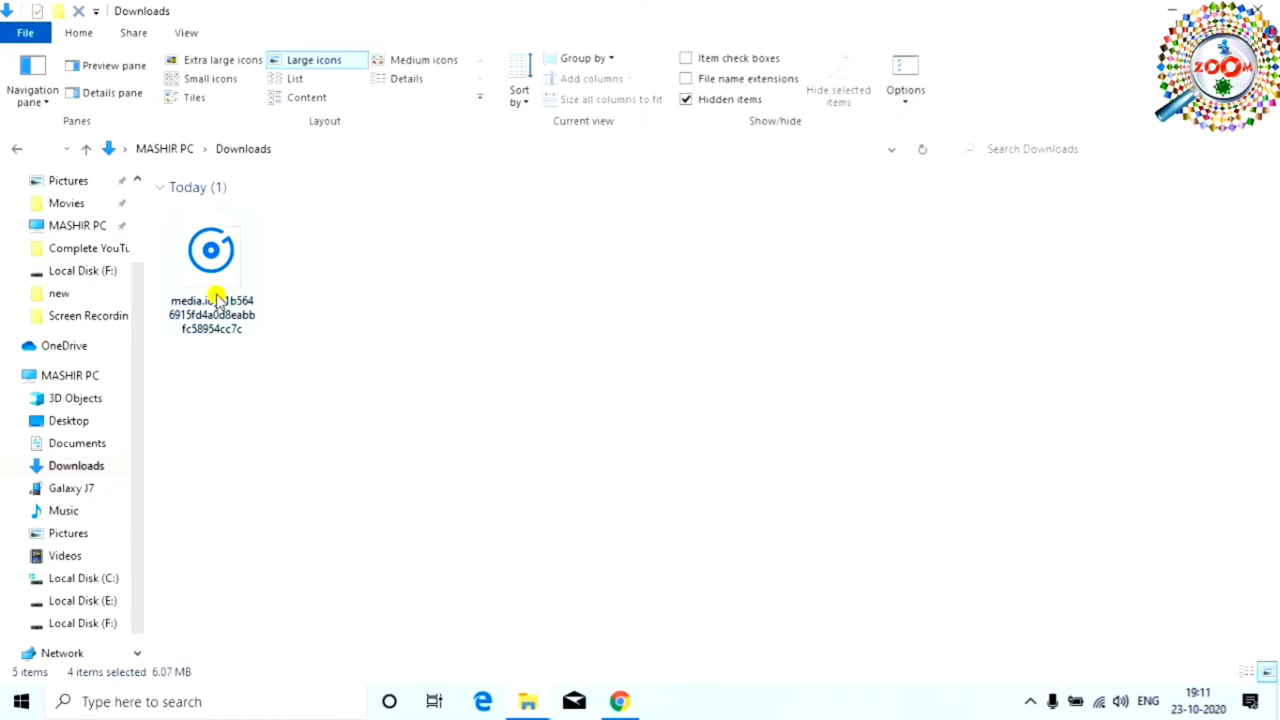 Downloads
File
Home
Share
View
Navigation
pane
Preview pane
Details pane
Panes
Extra large icons
Large icons
Medium icons
Small icons
List
Details
Tiles
Content
Layout
Sort
by
Group by
Add columns
Size all columns to fit
Current view
Item check boxes
File name extensions
Hidden items
Hide selected
items
Show/hide
Options
ZOOM
MASHIR PC
Downloads
Search Downloads
Pictures
Movies
MASHIR PC
Complete YouTu
Local Disk (F:)
new
Screen Recordin
OneDrive
MASHIR PC
3D Objects
Desktop
Documents
Downloads
Galaxy J7
Music
Pictures
Videos
Local Disk (C:)
Local Disk (E:)
Local Disk (F:)
Network
Today (1)
6915fd4a0d8eabb
fc58954cc7c
5 items
4 items selected 6.07 MB
Type here to search
ENG
19:11
23-10-2020